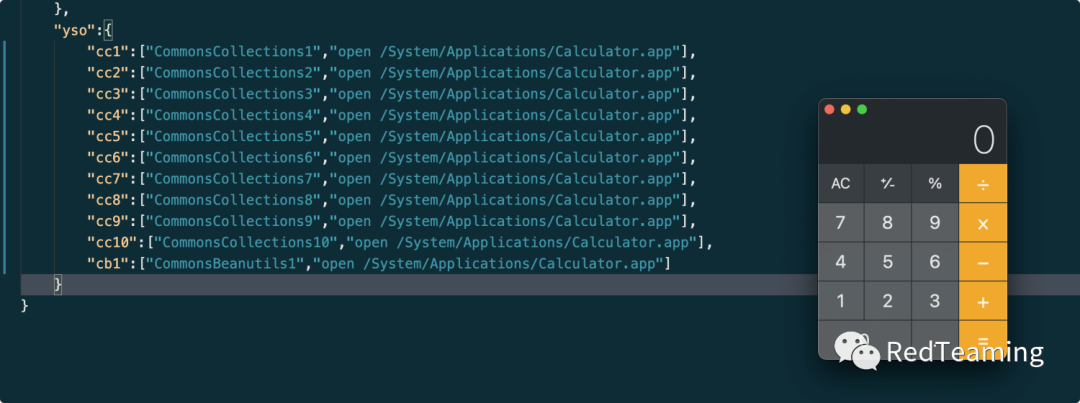 },
"yso":{
"cc1":["CommonsCollections1","open /System/Applications/Calculator.app"],
"cc2":["CommonsCollections2","open /System/Applications/Calculator.app"],
"cc3":["CommonsCollections3","open /System/Applications/Calculator.app"],
"cc4":["CommonsCollections4","open /System/Applications/Calculator.app"],
"cc5":["CommonsCollections5","open /System/Applications/Calculator.app"],
"cc6":["CommonsCollections6","open /System/Applications/Calculator.app"],
"cc7":["CommonsCollections7","open /System/Applications/Calculator.app"],
"cc8":["CommonsCollections8","open /System/Applications/Calculator.app"],
"cc9":["CommonsCollections9","open /System/Applications/Calculator.app"],
"cc10":["CommonsCollections10","open /System/Applications/Calculator.app"],
"cb1":["CommonsBeanutils1","open /System/Applications/Calculator.app"]
}
}
0
AC +/- % ÷
7 8 9 ×
4 5 6 −
1 2 3 +
0 . =
RedTeaming